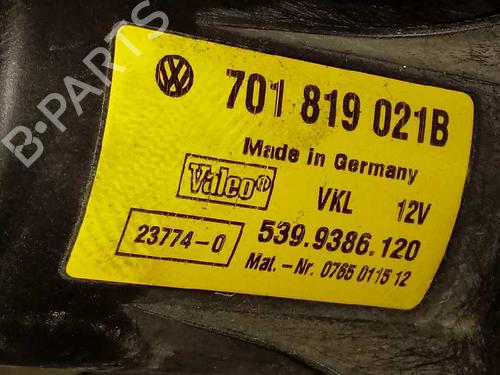 701 819 021B
Made in Germany
Valeo®
VKL 12V
23774-0
539.9386.120
Mat.-Nr. 0765 0115 12
B-PARTS